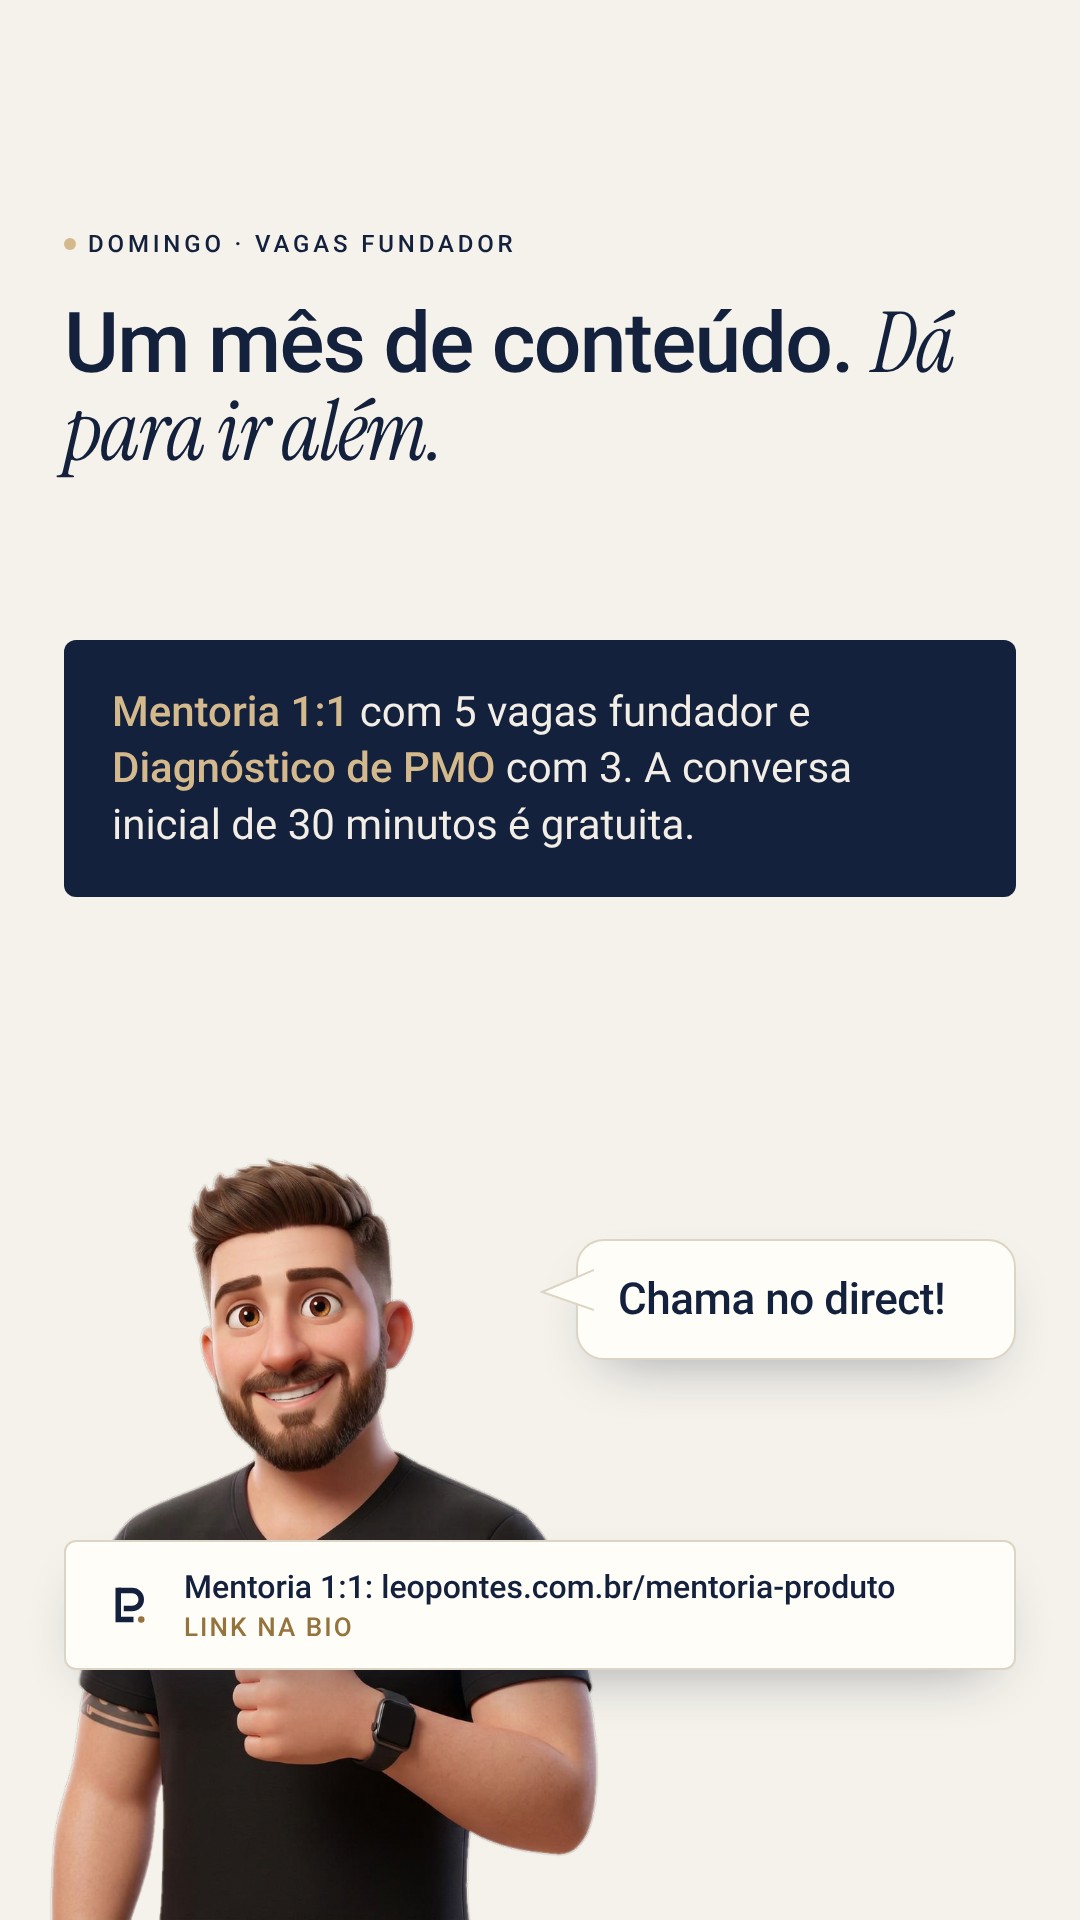 DOMINGO · VAGAS FUNDADOR
Um mês de conteúdo. Dá
para ir além.
Mentoria 1:1 com 5 vagas fundador e
Diagnóstico de PMO com 3. A conversa
inicial de 30 minutos é gratuita.
Chama no direct!
Mentoria 1:1: leopontes.com.br/mentoria-produto
LINK NA BIO